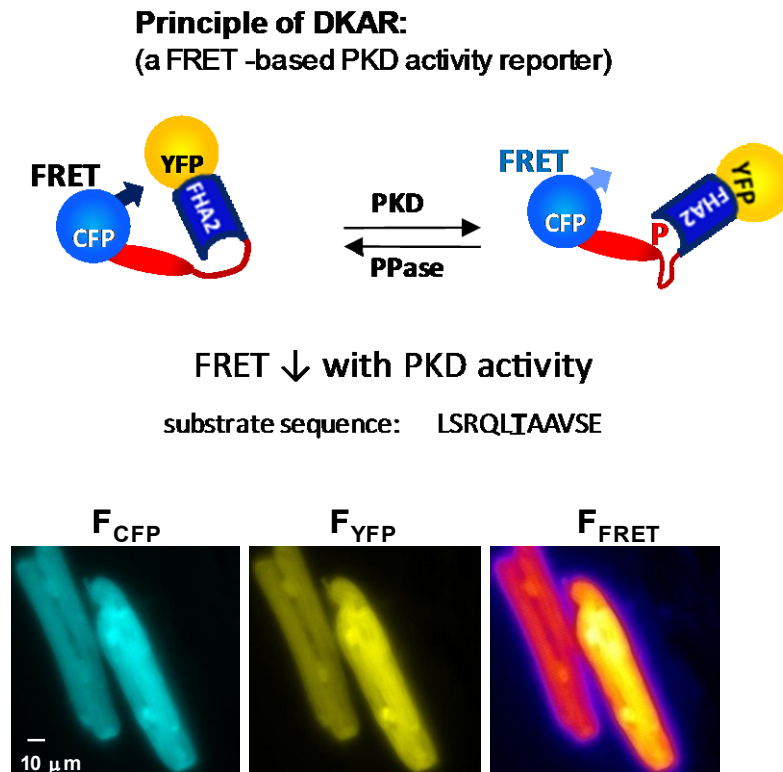 Principle of DKAR:
(a FRET -based PKD activity reporter)
YFP
FRET
FHA2
CFP
PKD
PPase
FRET
YFP
FHA2
CFP
P
FRET ↓ with PKD activity
substrate sequence: LSRQLTAAVSE
FCFP
FYFP
FFRET
10 μm